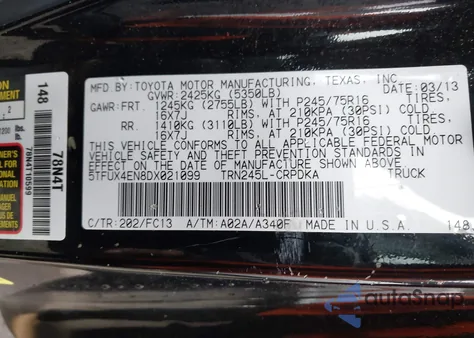 MFD.BY:TOYOTA MOTOR MANUFACTURING, TEXAS, INC.
GVWR:2425KG (5350LB) 03/13
GAWR:FRT. 1245KG (2755LB) WITH P245/75R16 TIRES,
16X7J RIMS, AT 210KPA (30PSI) COLD
RR. 1410KG (3110LB) WITH P245/75R16 TIRES,
16X7J RIMS, AT 210KPA (30PSI) COLD
THIS VEHICLE CONFORMS TO ALL APPLICABLE FEDERAL MOTOR
VEHICLE SAFETY AND THEFT PREVENTION STANDARDS IN
EFFECT ON THE DATE OF MANUFACTURE SHOWN ABOVE.
5TFUX4EN8DX021099 TRN245L-CRPDKA TRUCK
C/TR:202/FC13 A/TM:A02A/A340F MADE IN U.S.A. 148
148
78N4T
autoSnap